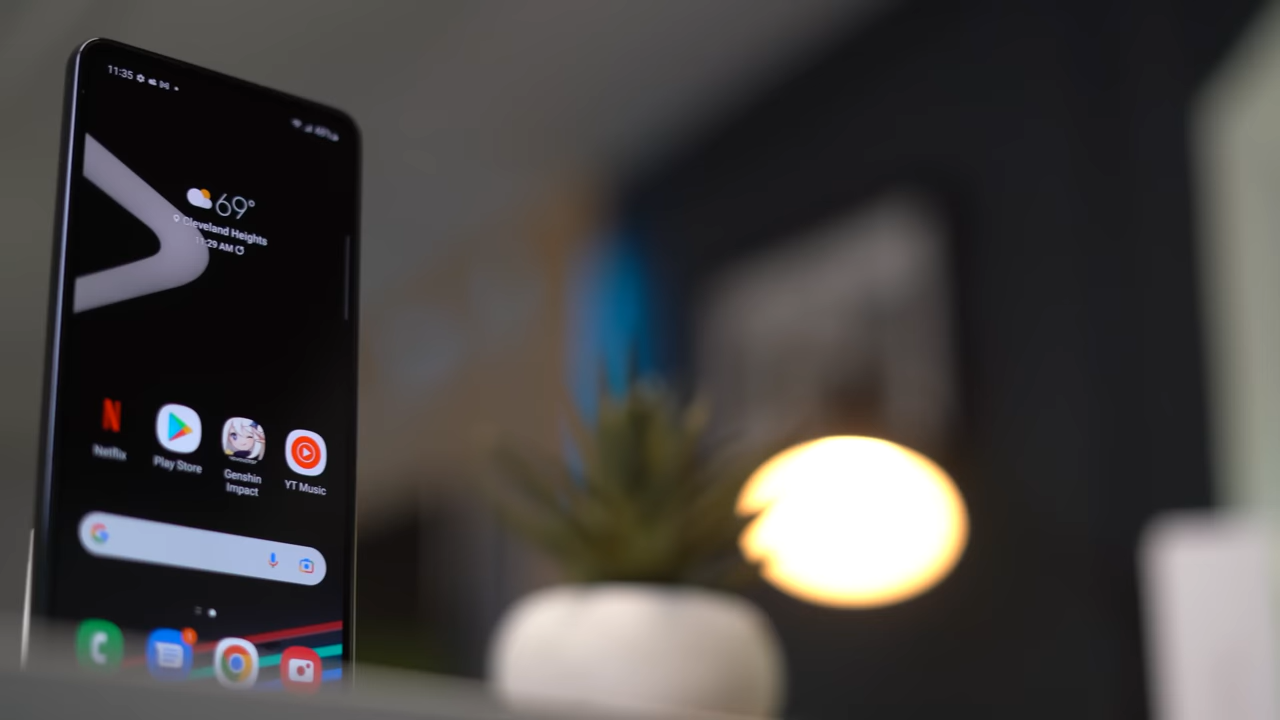 11:35
69°
Cleveland Heights
11:29 AM
Netflix
Play Store
Genshin
Impact
YT Music